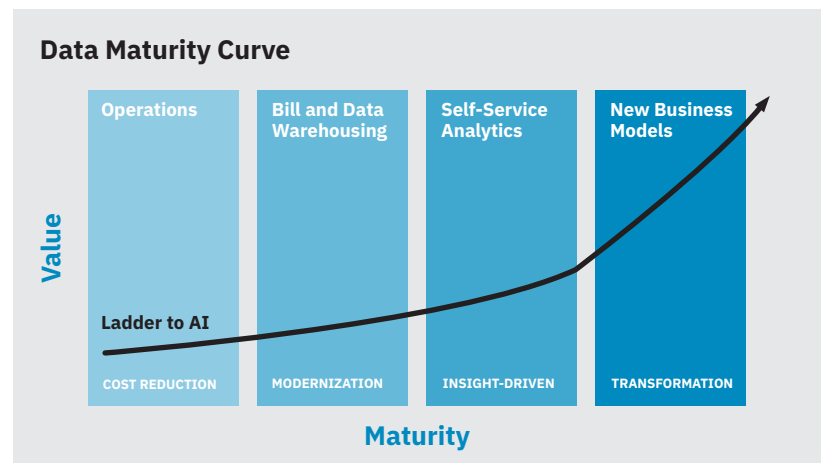 Data Maturity Curve
Operations
Bill and Data
Warehousing
Self-Service
Analytics
New Business
Models
Value
Ladder to AI
COST REDUCTION
MODERNIZATION
INSIGHT-DRIVEN
TRANSFORMATION
Maturity